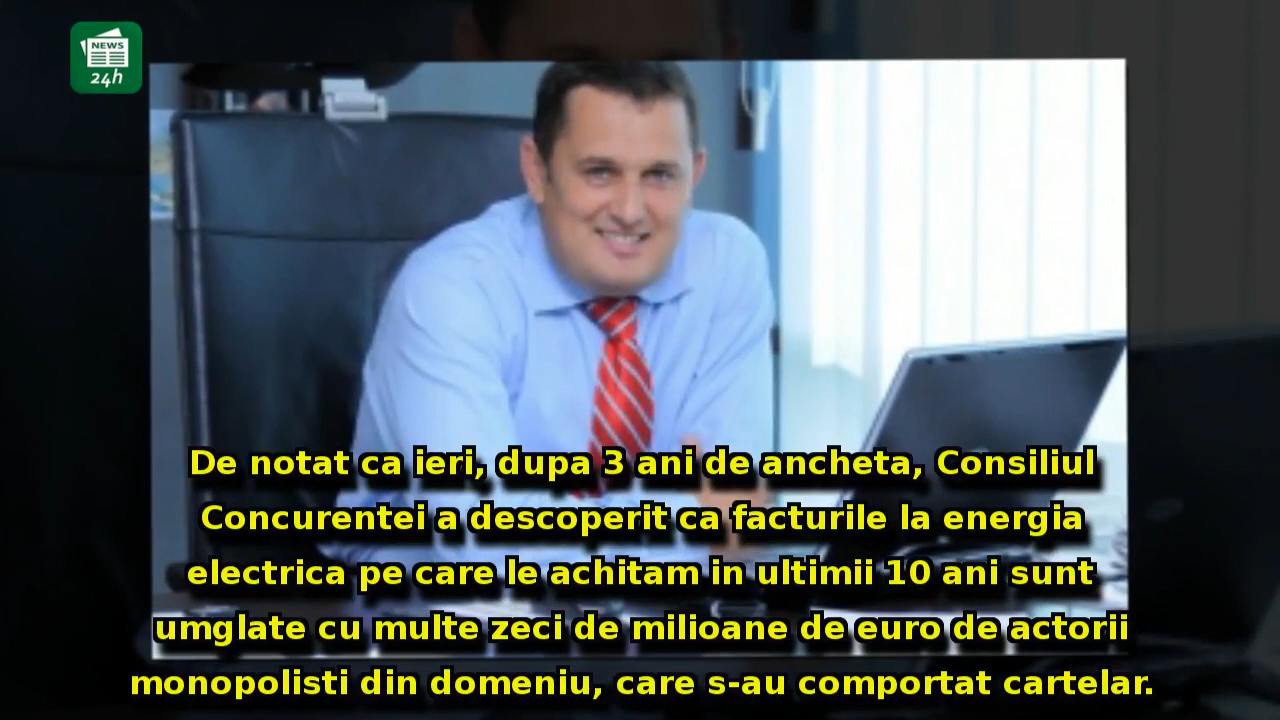 NEWS
24h
De notat ca ieri, dupa 3 ani de ancheta, Consiliul
Concurentei a descoperit ca facturile la energia
electrica pe care le achitam in ultimii 10 ani sunt
umglate cu multe zeci de milioane de euro de actorii
monopolisti din domeniu, care s-au comportat cartelar.